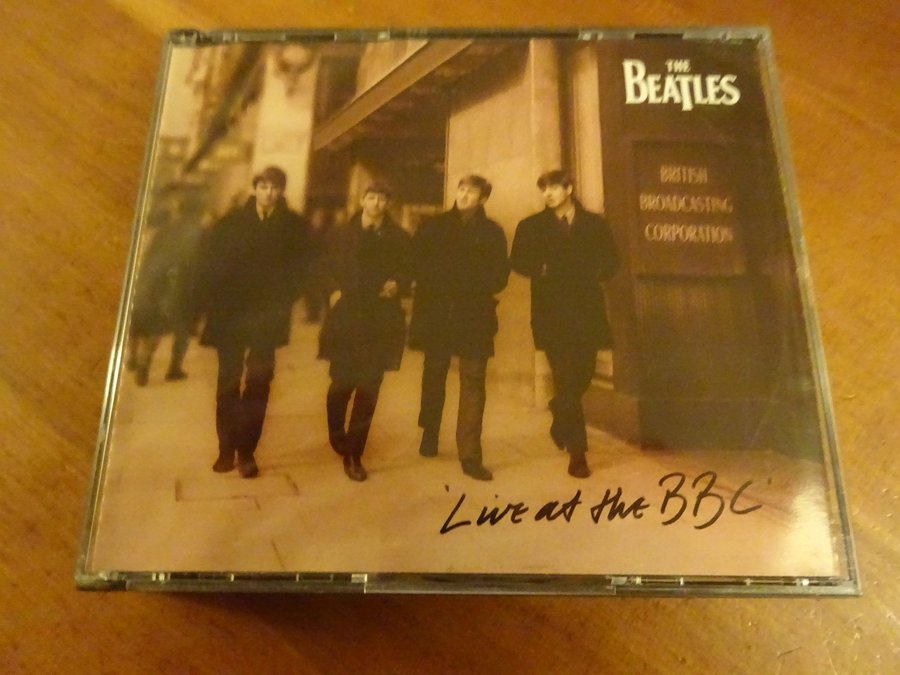 THE
BEATLES
BRITISH
BROADCASTING
CORPORATION
'Live at the BBC'